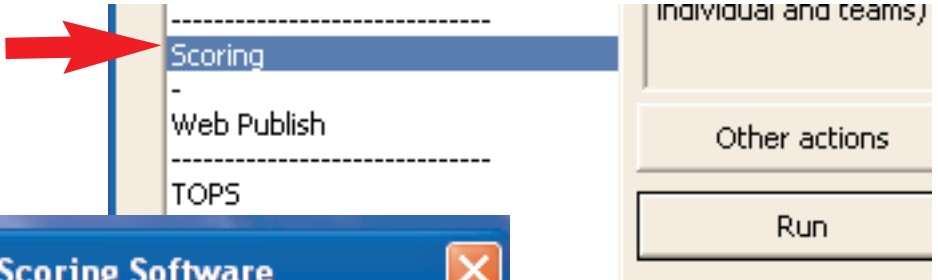 ------------------------------
Scoring
-
Web Publish
------------------------------
TOPS
individual and teams)
Other actions
Run
Scoring Software